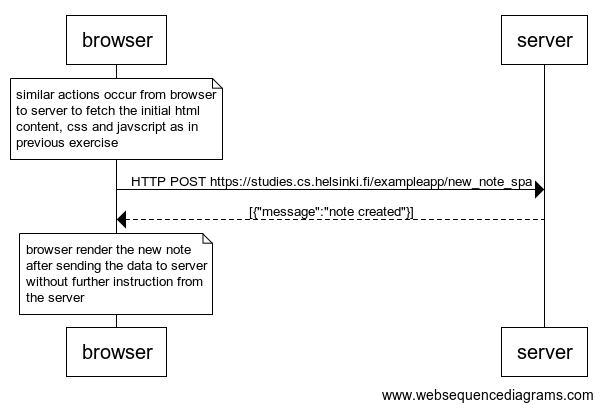 browser
server
similar actions occur from browser
to server to fetch the initial html
content, css and javscript as in
previous exercise
HTTP POST https://studies.cs.helsinki.fi/exampleapp/new_note_spa
[{"message":"note created"}]
browser render the new note
after sending the data to server
without further instruction from
the server
browser
server
www.websequencediagrams.com